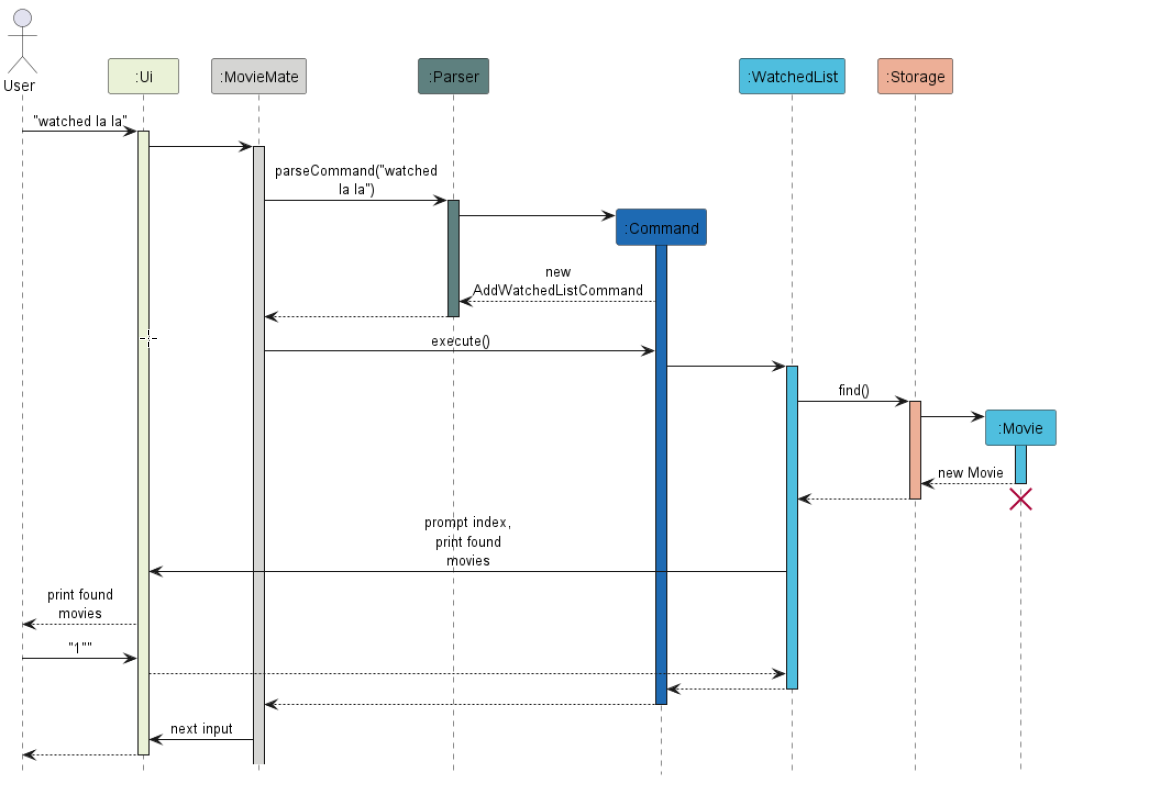 User
:Ui
:MovieMate
:Parser
:WatchedList
:Storage
"watched la la"
parseCommand("watched
la la")
:Command
new
AddWatchedListCommand
execute()
find()
:Movie
new Movie
prompt index,
print found
movies
print found
movies
"1""
next input